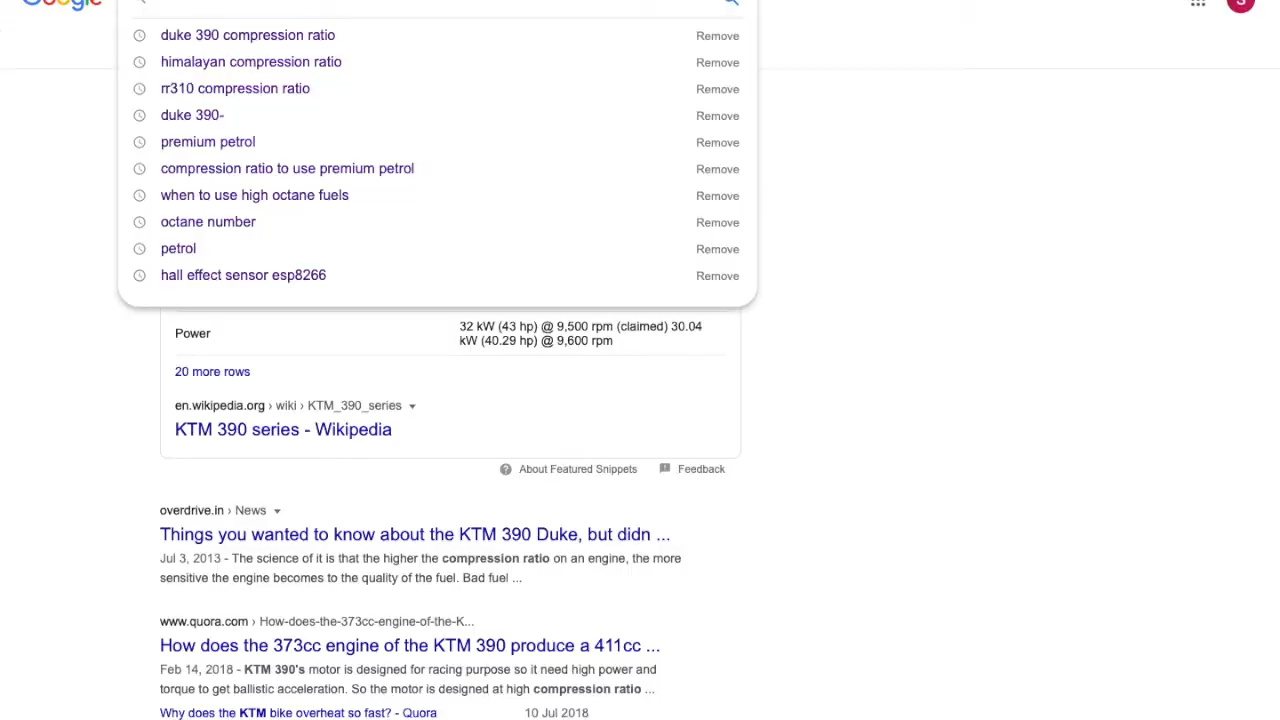 Google
S
duke 390 compression ratio Remove
himalayan compression ratio Remove
rr310 compression ratio Remove
duke 390- Remove
premium petrol Remove
compression ratio to use premium petrol Remove
when to use high octane fuels Remove
octane number Remove
petrol Remove
hall effect sensor esp8266 Remove
Power 32 kW (43 hp) @ 9,500 rpm (claimed) 30.04
kW (40.29 hp) @ 9,600 rpm
20 more rows
en.wikipedia.org › wiki › KTM_390_series
KTM 390 series - Wikipedia
About Featured Snippets Feedback
overdrive.in › News
Things you wanted to know about the KTM 390 Duke, but didn ...
Jul 3, 2013 - The science of it is that the higher the compression ratio on an engine, the more
sensitive the engine becomes to the quality of the fuel. Bad fuel ...
www.quora.com › How-does-the-373cc-engine-of-the-K...
How does the 373cc engine of the KTM 390 produce a 411cc ...
Feb 14, 2018 - KTM 390's motor is designed for racing purpose so it need high power and
torque to get ballistic acceleration. So the motor is designed at high compression ratio ...
Why does the KTM bike overheat so fast? - Quora 10 Jul 2018